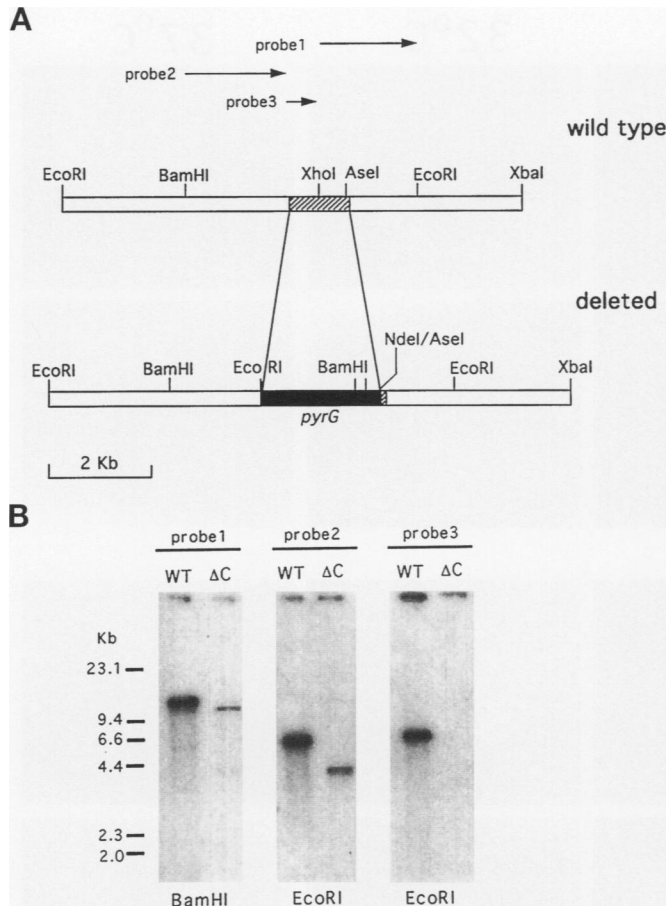 A
probe1
probe2
probe3
wild type
EcoRI BamHI XhoI AseI EcoRI XbaI
deleted
NdeI/AseI
EcoRI BamHI EcoRI BamHI EcoRI XbaI
pyrG
2 Kb
B
probe1 probe2 probe3
WT ΔC WT ΔC WT ΔC
Kb
23.1
9.4
6.6
4.4
2.3
2.0
BamHI EcoRI EcoRI